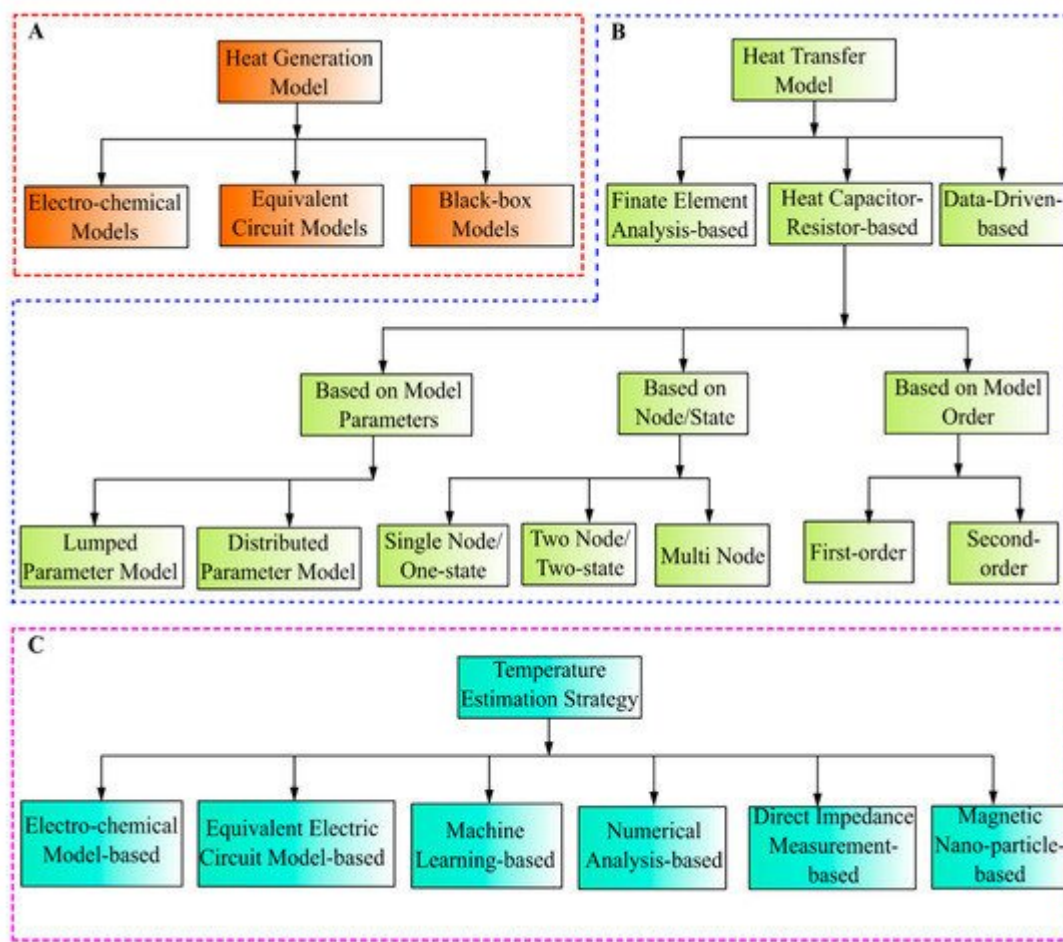 A
Heat Generation
Model
Electro-chemical
Models
Equivalent
Circuit Models
Black-box
Models
B
Heat Transfer
Model
Finate Element
Analysis-based
Heat Capacitor-
Resistor-based
Data-Driven-
based
Based on Model
Parameters
Based on
Node/State
Based on Model
Order
Lumped
Parameter Model
Distributed
Parameter Model
Single Node/
One-state
Two Node/
Two-state
Multi Node
First-order
Second-
order
C
Temperature
Estimation Strategy
Electro-chemical
Model-based
Equivalent Electric
Circuit Model-based
Machine
Learning-based
Numerical
Analysis-based
Direct Impedance
Measurement-
based
Magnetic
Nano-particle-
based